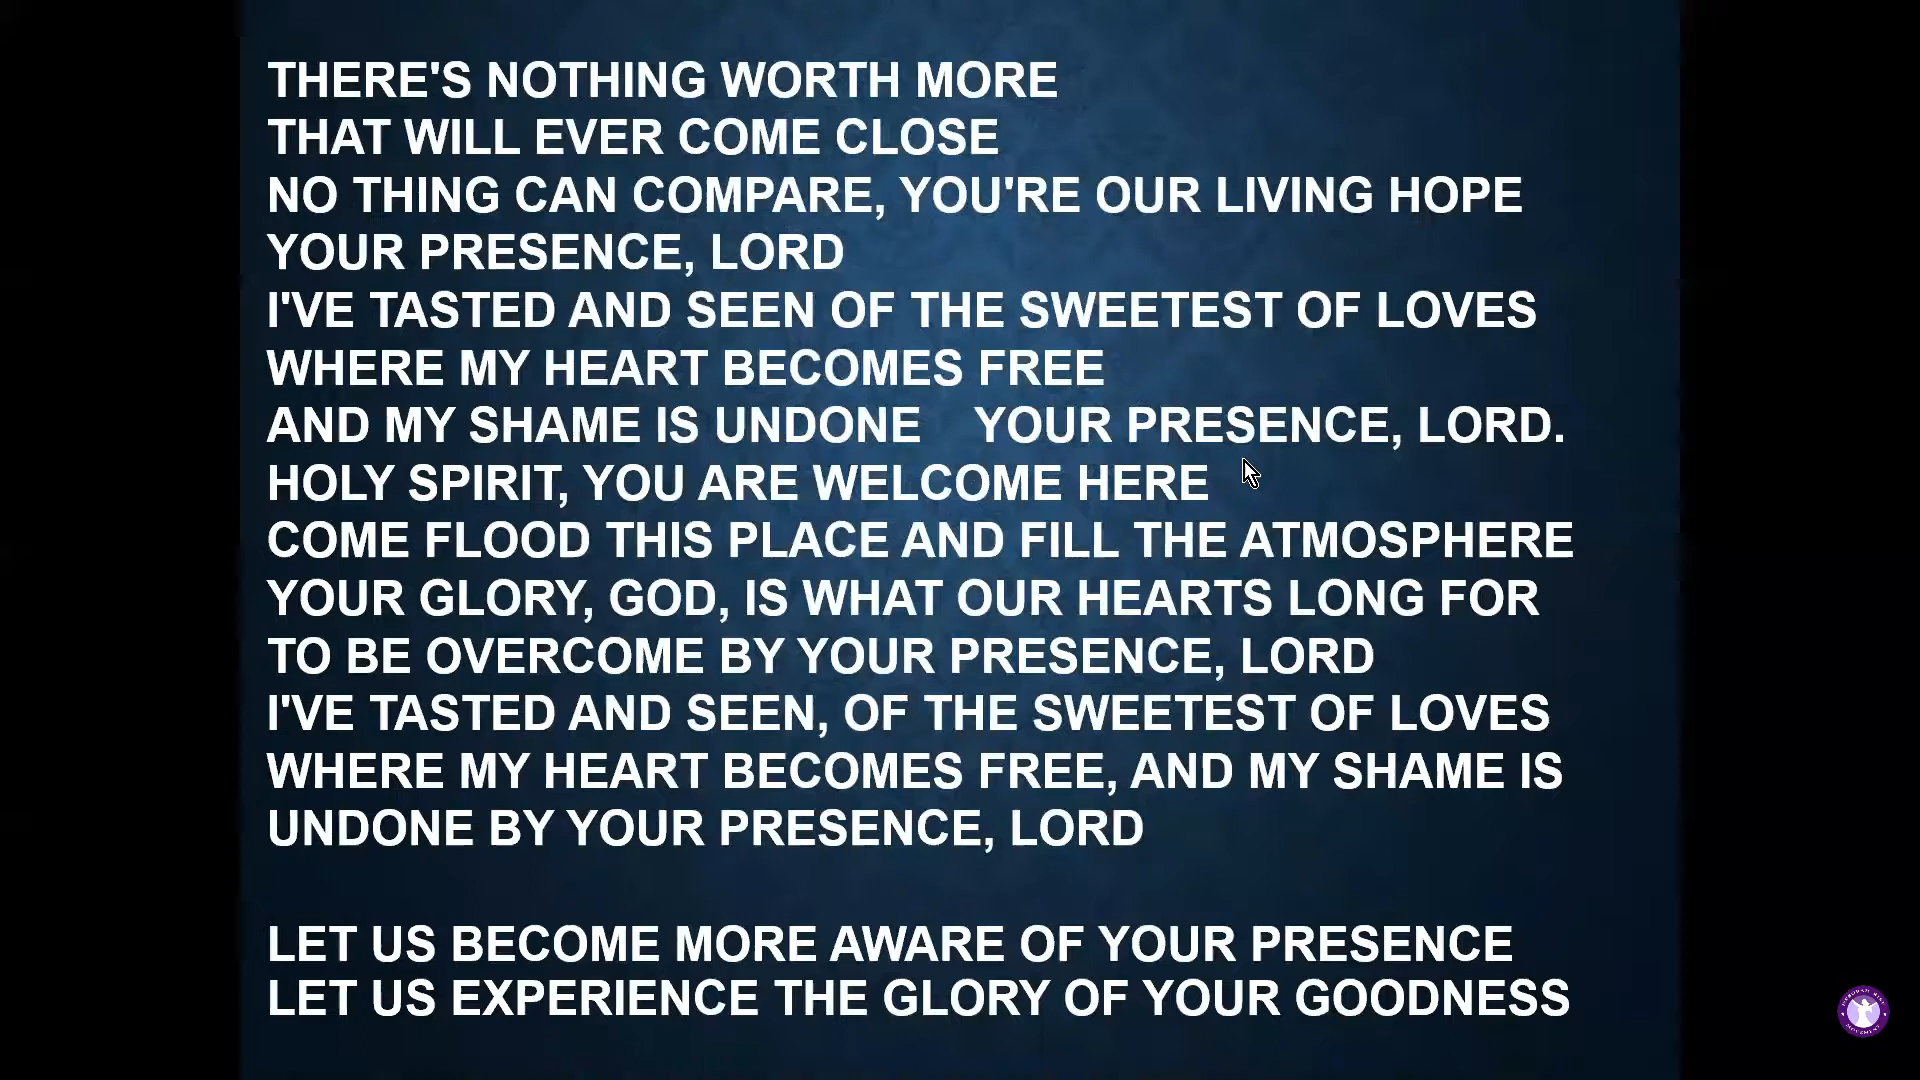 THERE'S NOTHING WORTH MORE
THAT WILL EVER COME CLOSE
NO THING CAN COMPARE, YOU'RE OUR LIVING HOPE
YOUR PRESENCE, LORD
I'VE TASTED AND SEEN OF THE SWEETEST OF LOVES
WHERE MY HEART BECOMES FREE
AND MY SHAME IS UNDONE    YOUR PRESENCE, LORD.
HOLY SPIRIT, YOU ARE WELCOME HERE
COME FLOOD THIS PLACE AND FILL THE ATMOSPHERE
YOUR GLORY, GOD, IS WHAT OUR HEARTS LONG FOR
TO BE OVERCOME BY YOUR PRESENCE, LORD
I'VE TASTED AND SEEN, OF THE SWEETEST OF LOVES
WHERE MY HEART BECOMES FREE, AND MY SHAME IS
UNDONE BY YOUR PRESENCE, LORD
LET US BECOME MORE AWARE OF YOUR PRESENCE
LET US EXPERIENCE THE GLORY OF YOUR GOODNESS
MOVEMENT